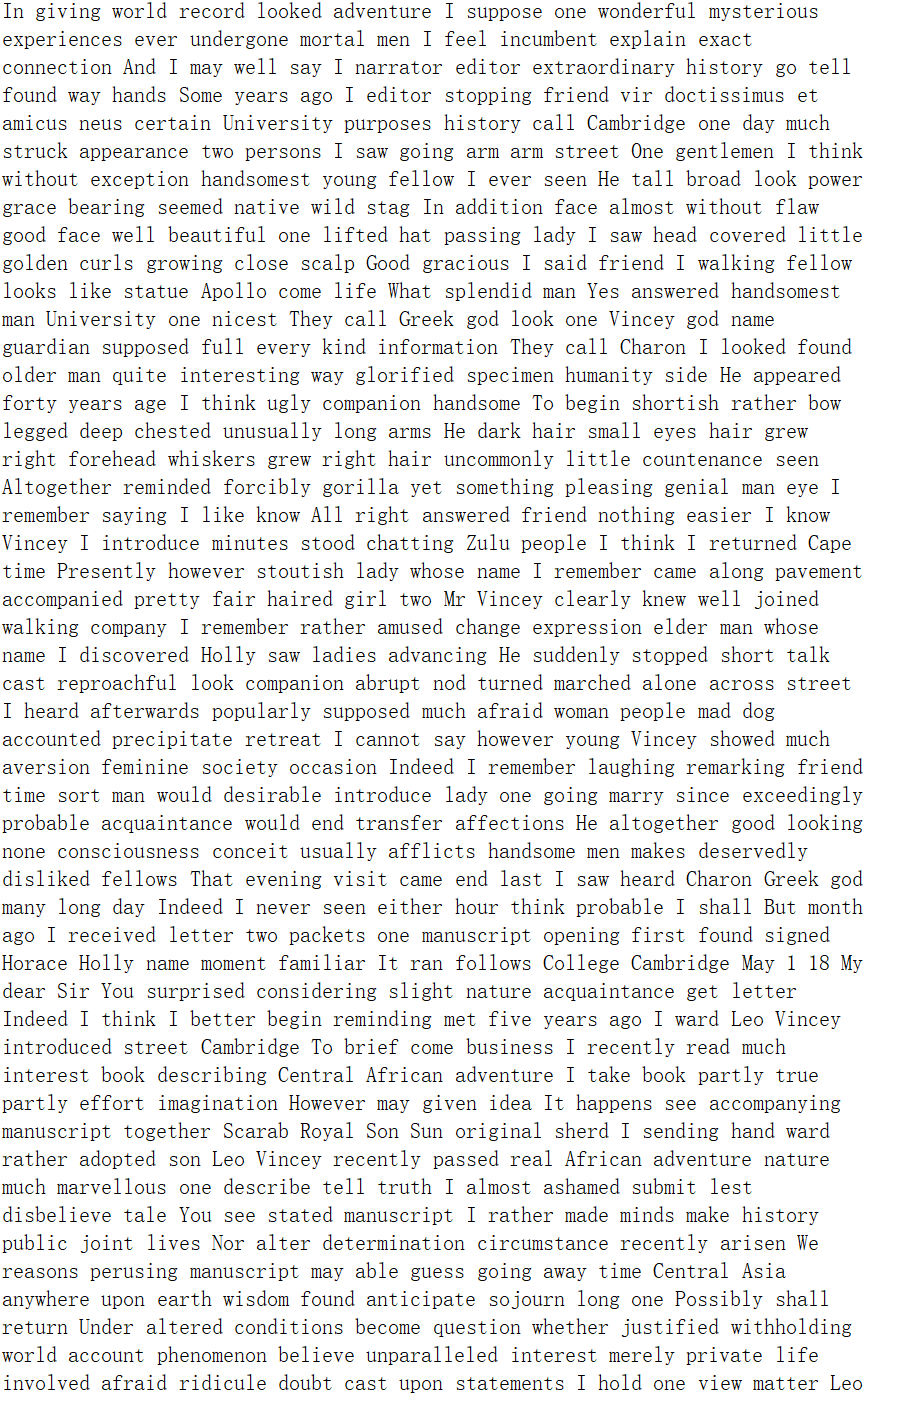 In giving world record looked adventure I suppose one wonderful mysterious
experiences ever undergone mortal men I feel incumbent explain exact
connection And I may well say I narrator editor extraordinary history go tell
found way hands Some years ago I editor stopping friend vir doctissimus et
amicus neus certain University purposes history call Cambridge one day much
struck appearance two persons I saw going arm arm street One gentlemen I think
without exception handsomest young fellow I ever seen He tall broad look power
grace bearing seemed native wild stag In addition face almost without flaw
good face well beautiful one lifted hat passing lady I saw head covered little
golden curls growing close scalp Good gracious I said friend I walking fellow
looks like statue Apollo come life What splendid man Yes answered handsomest
man University one nicest They call Greek god look one Vincey god name
guardian supposed full every kind information They call Charon I looked found
older man quite interesting way glorified specimen humanity side He appeared
forty years age I think ugly companion handsome To begin shortish rather bow
legged deep chested unusually long arms He dark hair small eyes hair grew
right forehead whiskers grew right hair uncommonly little countenance seen
Altogether reminded forcibly gorilla yet something pleasing genial man eye I
remember saying I like know All right answered friend nothing easier I know
Vincey I introduce minutes stood chatting Zulu people I think I returned Cape
time Presently however stoutish lady whose name I remember came along pavement
accompanied pretty fair haired girl two Mr Vincey clearly knew well joined
walking company I remember rather amused change expression elder man whose
name I discovered Holly saw ladies advancing He suddenly stopped short talk
cast reproachful look companion abrupt nod turned marched alone across street
I heard afterwards popularly supposed much afraid woman people mad dog
accounted precipitate retreat I cannot say however young Vincey showed much
aversion feminine society occasion Indeed I remember laughing remarking friend
time sort man would desirable introduce lady one going marry since exceedingly
probable acquaintance would end transfer affections He altogether good looking
none consciousness conceit usually afflicts handsome men makes deservedly
disliked fellows That evening visit came end last I saw heard Charon Greek god
many long day Indeed I never seen either hour think probable I shall But month
ago I received letter two packets one manuscript opening first found signed
Horace Holly name moment familiar It ran follows College Cambridge May 1 18 My
dear Sir You surprised considering slight nature acquaintance get letter
Indeed I think I better begin reminding met five years ago I ward Leo Vincey
introduced street Cambridge To brief come business I recently read much
interest book describing Central African adventure I take book partly true
partly effort imagination However may given idea It happens see accompanying
manuscript together Scarab Royal Son Sun original sherd I sending hand ward
rather adopted son Leo Vincey recently passed real African adventure nature
much marvellous one describe tell truth I almost ashamed submit lest
disbelieve tale You see stated manuscript I rather made minds make history
public joint lives Nor alter determination circumstance recently arisen We
reasons perusing manuscript may able guess going away time Central Asia
anywhere upon earth wisdom found anticipate sojourn long one Possibly shall
return Under altered conditions become question whether justified withholding
world account phenomenon believe unparalleled interest merely private life
involved afraid ridicule doubt cast upon statements I hold one view matter Leo